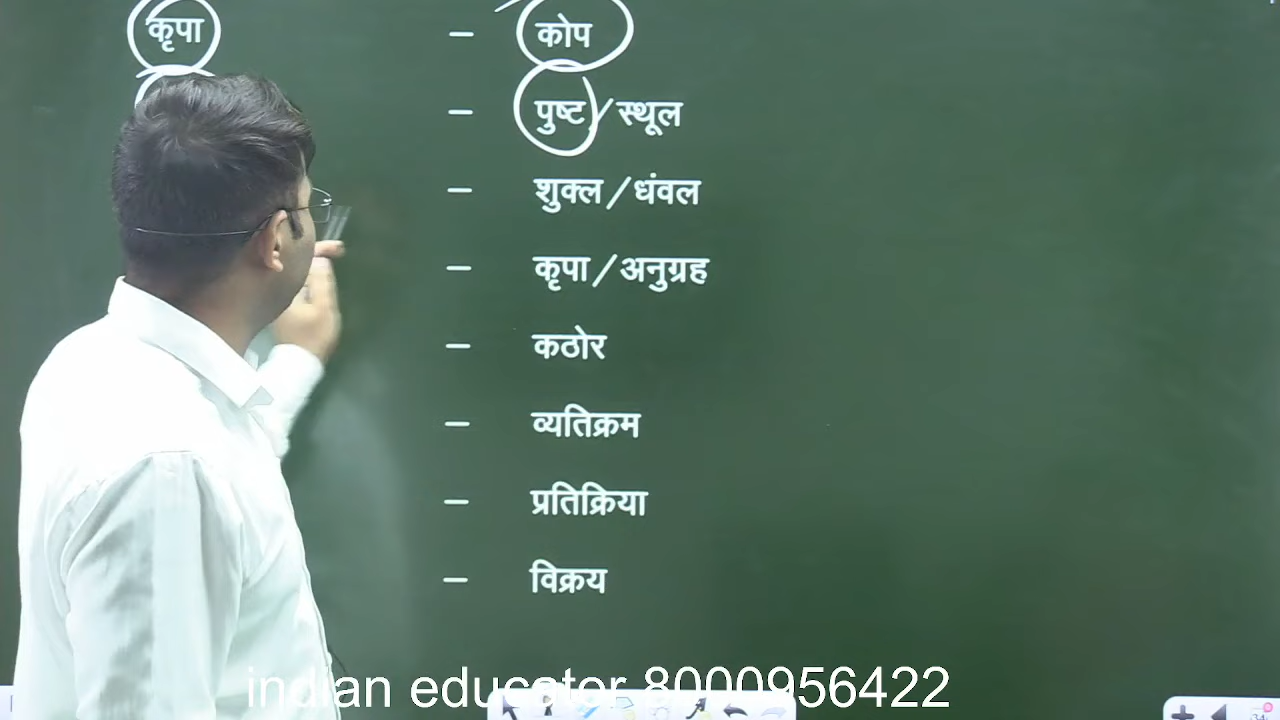 कृपा – कोप
– पुष्ट/स्थूल
– शुक्ल/धंवल
– कृपा/अनुग्रह
– कठोर
– व्यतिक्रम
– प्रतिक्रिया
– विक्रय
indian educator 8000956422